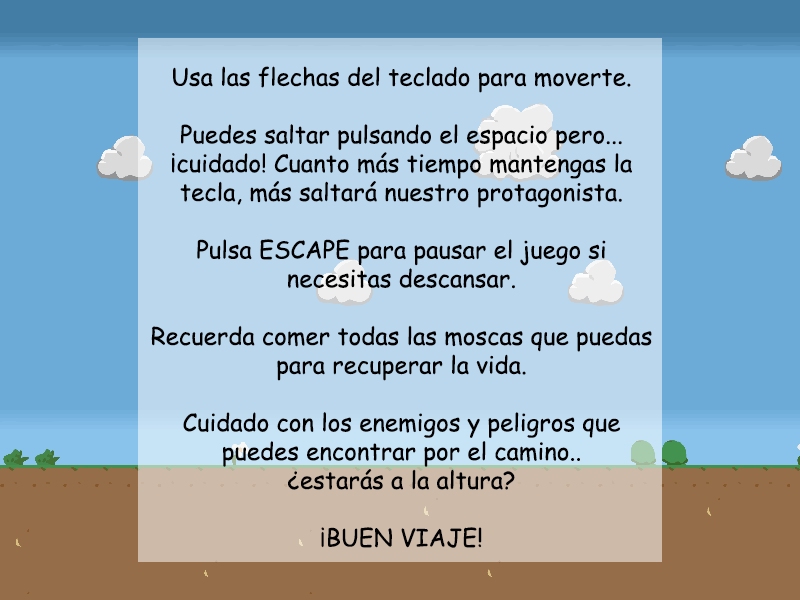 Usa las flechas del teclado para moverte.
Puedes saltar pulsando el espacio pero...
¡cuidado! Cuanto más tiempo mantengas la
tecla, más saltará nuestro protagonista.
Pulsa ESCAPE para pausar el juego si
necesitas descansar.
Recuerda comer todas las moscas que puedas
para recuperar la vida.
Cuidado con los enemigos y peligros que
puedes encontrar por el camino..
¿estarás a la altura?
¡BUEN VIAJE!